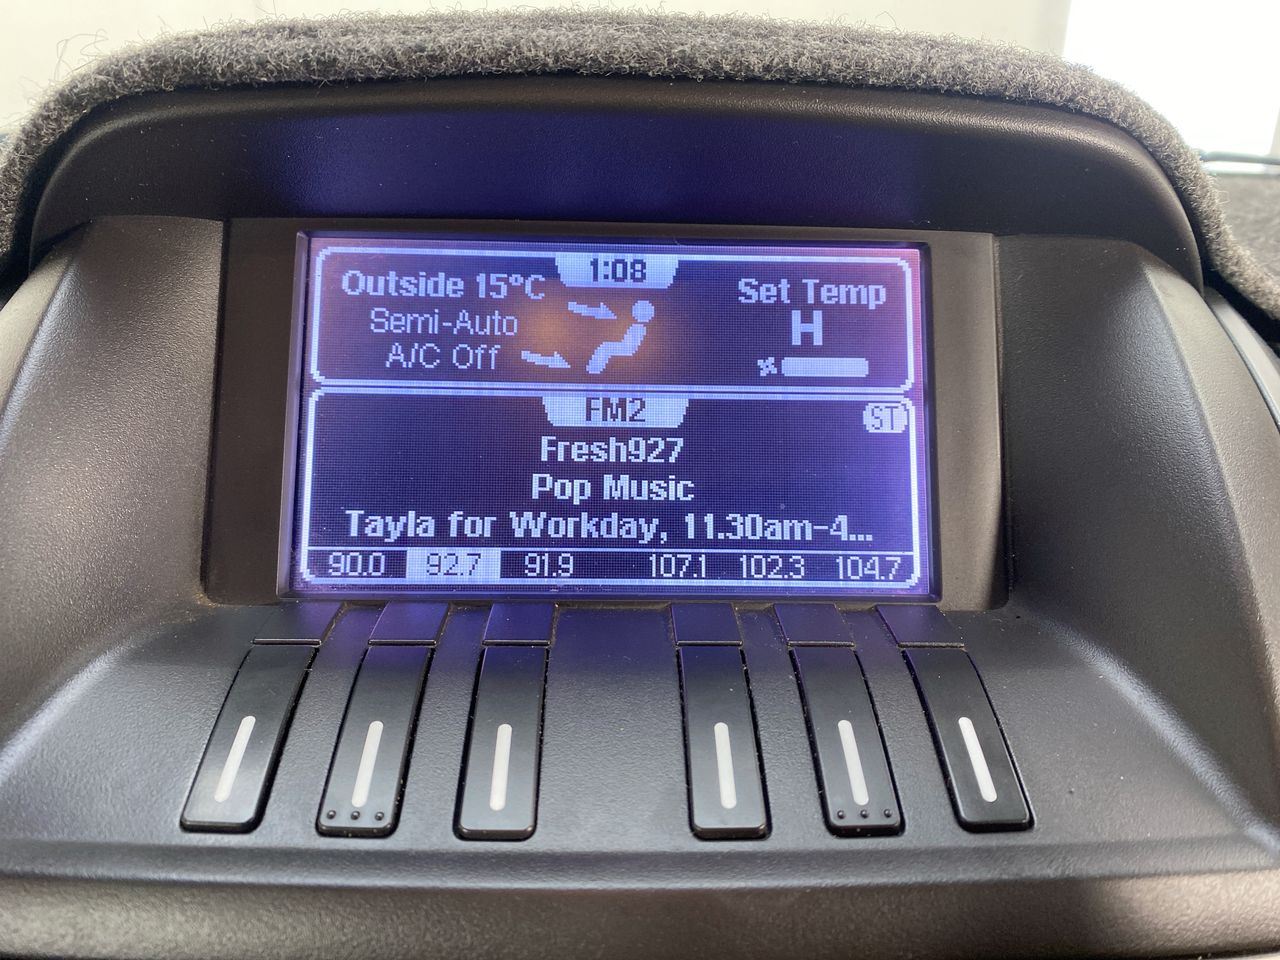 1:08
Outside 15°C
Set Temp
Semi-Auto
H
A/C Off
FM2
ST
Fresh927
Pop Music
Tayla for Workday, 11.30am-4...
90.0 92.7 91.9 107.1 102.3 104.7